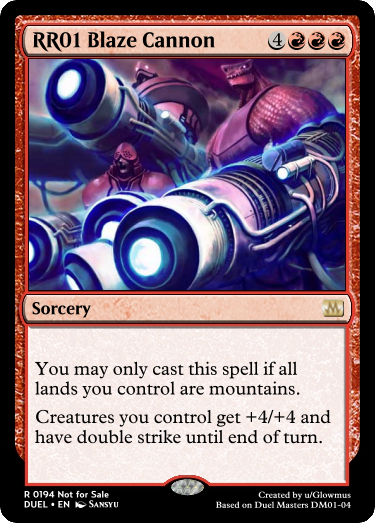 RR01 Blaze Cannon 4
Sorcery
You may only cast this spell if all
lands you control are mountains.
Creatures you control get +4/+4 and
have double strike until end of turn.
R 0194 Not for Sale
DUEL • EN SANSYU
Created by u/Glowmus
Based on Duel Masters DM01-04